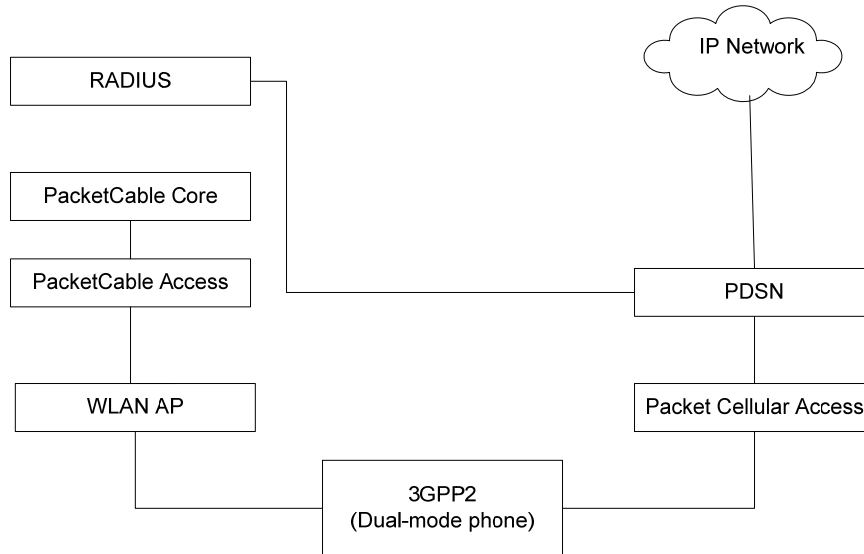 IP Network
RADIUS
PacketCable Core
PacketCable Access
PDSN
WLAN AP
Packet Cellular Access
3GPP2
(Dual-mode phone)